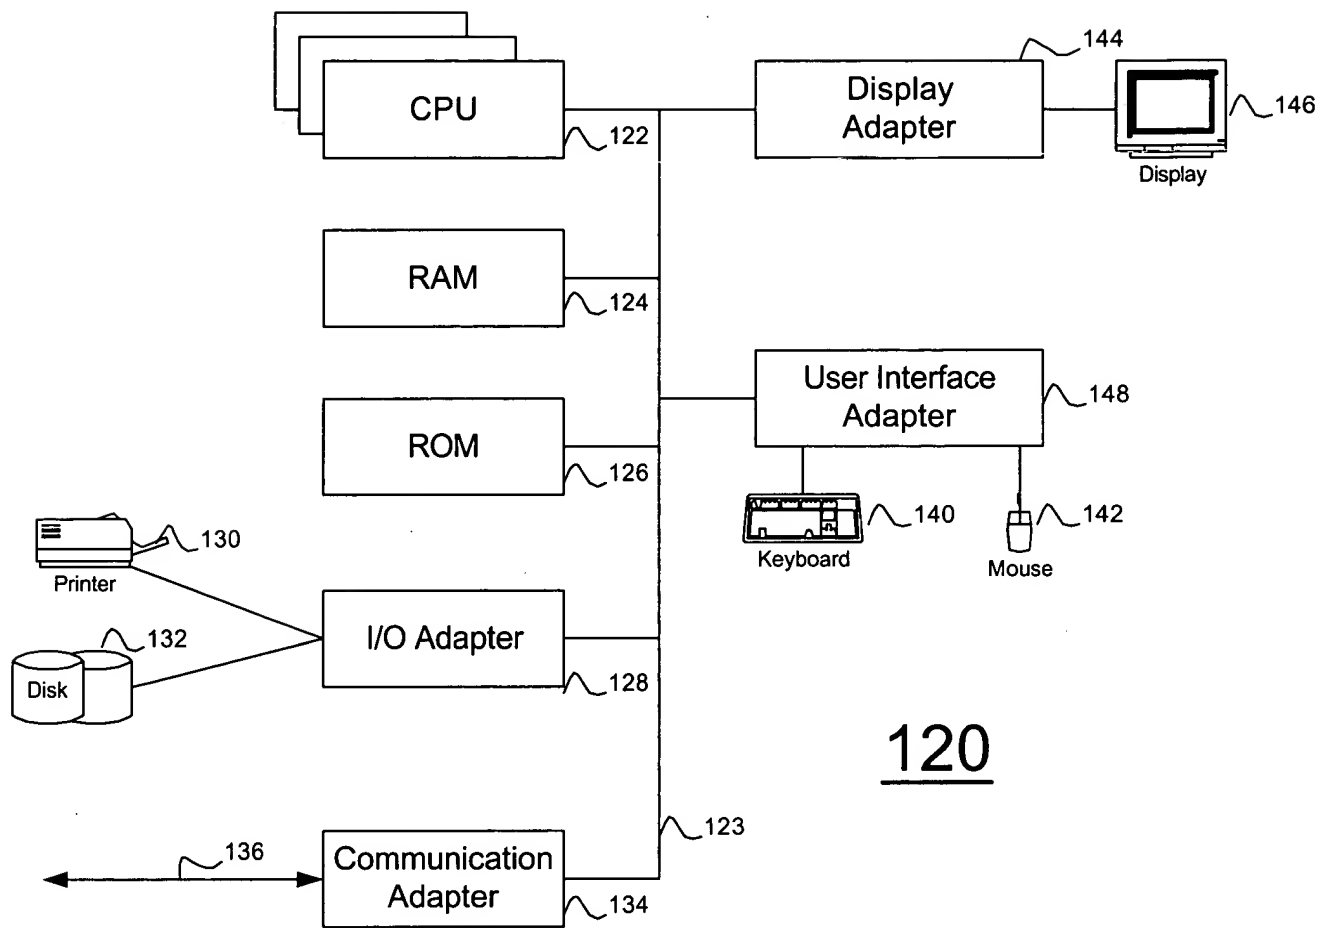 144
CPU
Display
Adapter
146
122
Display
RAM
124
User Interface
Adapter
148
ROM
126
140
142
130
Keyboard
Mouse
Printer
132
I/O Adapter
Disk
128
120
123
136
Communication
Adapter
134